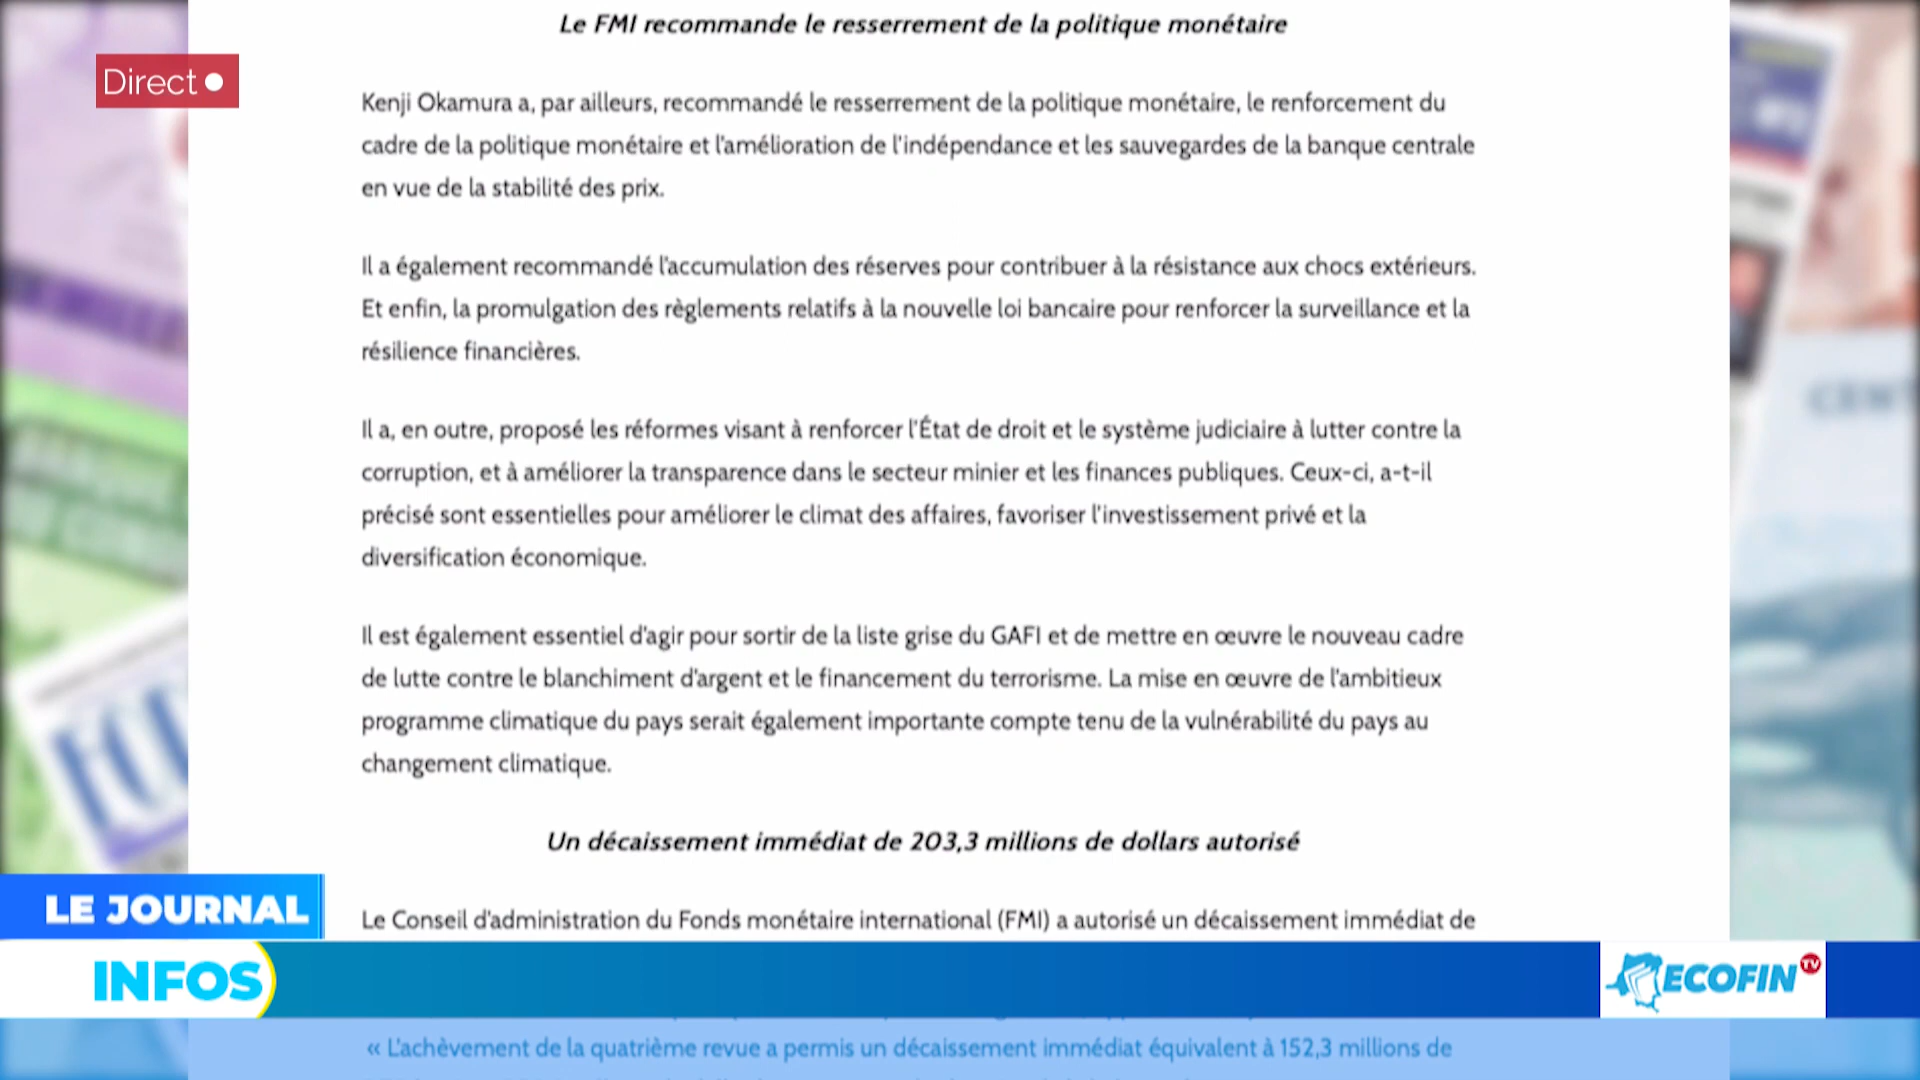 Le FMI recommande le resserrement de la politique monétaire
Direct
Kenji Okamura a, par ailleurs, recommandé le resserrement de la politique monétaire, le renforcement du
cadre de la politique monétaire et l'amélioration de l'indépendance et les sauvegardes de la banque centrale
en vue de la stabilité des prix.
Il a également recommandé l'accumulation des réserves pour contribuer à la résistance aux chocs extérieurs.
Et enfin, la promulgation des règlements relatifs à la nouvelle loi bancaire pour renforcer la surveillance et la
résilience financières.
Il a, en outre, proposé les réformes visant à renforcer l'État de droit et le système judiciaire à lutter contre la
corruption, et à améliorer la transparence dans le secteur minier et les finances publiques. Ceux-ci, a-t-il
précisé sont essentielles pour améliorer le climat des affaires, favoriser l'investissement privé et la
diversification économique.
Il est également essentiel d'agir pour sortir de la liste grise du GAFI et de mettre en œuvre le nouveau cadre
de lutte contre le blanchiment d'argent et le financement du terrorisme. La mise en œuvre de l'ambitieux
programme climatique du pays serait également importante compte tenu de la vulnérabilité du pays au
changement climatique.
Un décaissement immédiat de 203,3 millions de dollars autorisé
LE JOURNAL
Le Conseil d'administration du Fonds monétaire international (FMI) a autorisé un décaissement immédiat de
INFOS
ECOFIN TV
« L'achèvement de la quatrième revue a permis un décaissement immédiat équivalent à 152,3 millions de